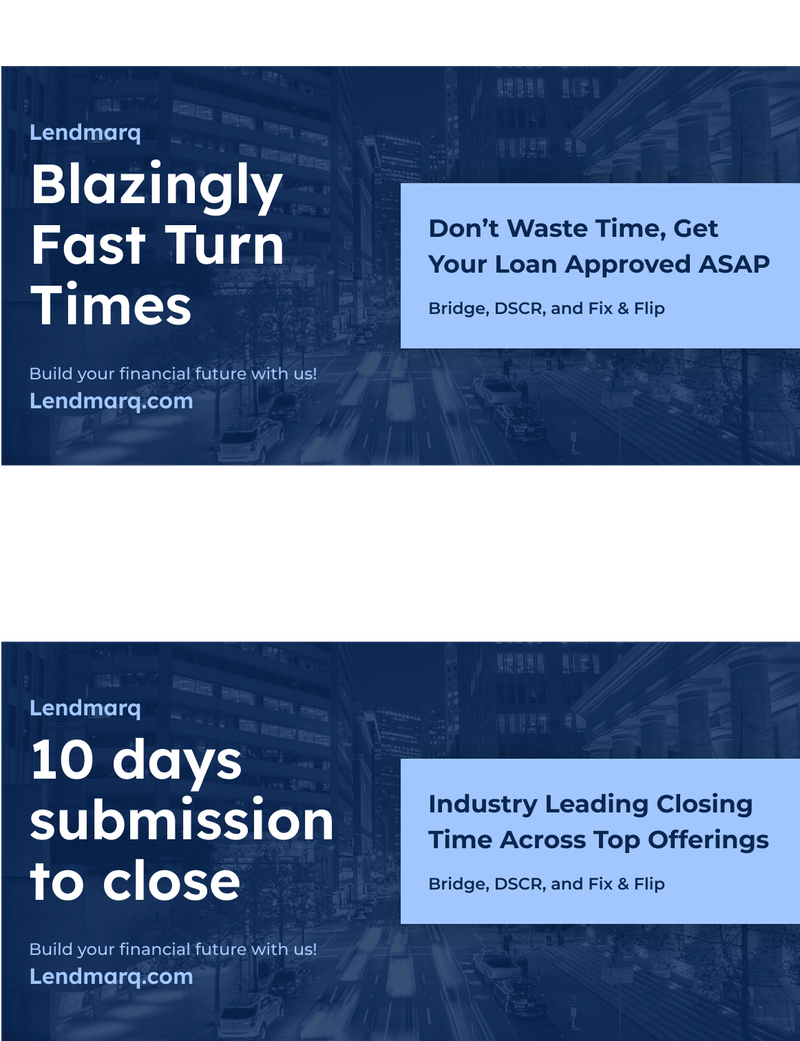 Lendmarq
Blazingly
Fast Turn
Times
Build your financial future with us!
Lendmarq.com
Don’t Waste Time, Get
Your Loan Approved ASAP
Bridge, DSCR, and Fix & Flip
Lendmarq
10 days
submission
to close
Build your financial future with us!
Lendmarq.com
Industry Leading Closing
Time Across Top Offerings
Bridge, DSCR, and Fix & Flip